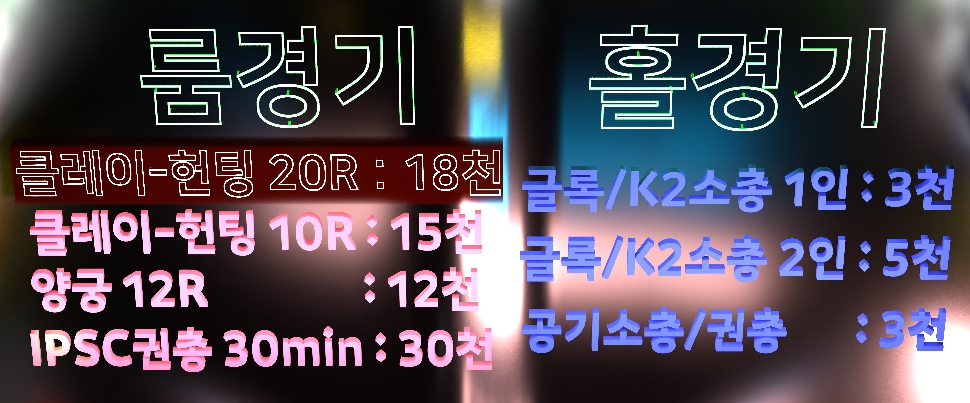 룸경기
클레이-헌팅 20R : 18천
클레이-헌팅 10R : 15천
양궁 12R : 12천
IPSC권총 30min : 30천
홀경기
글록/K2소총 1인 : 3천
글록/K2소총 2인 : 5천
공기소총/권총 : 3천